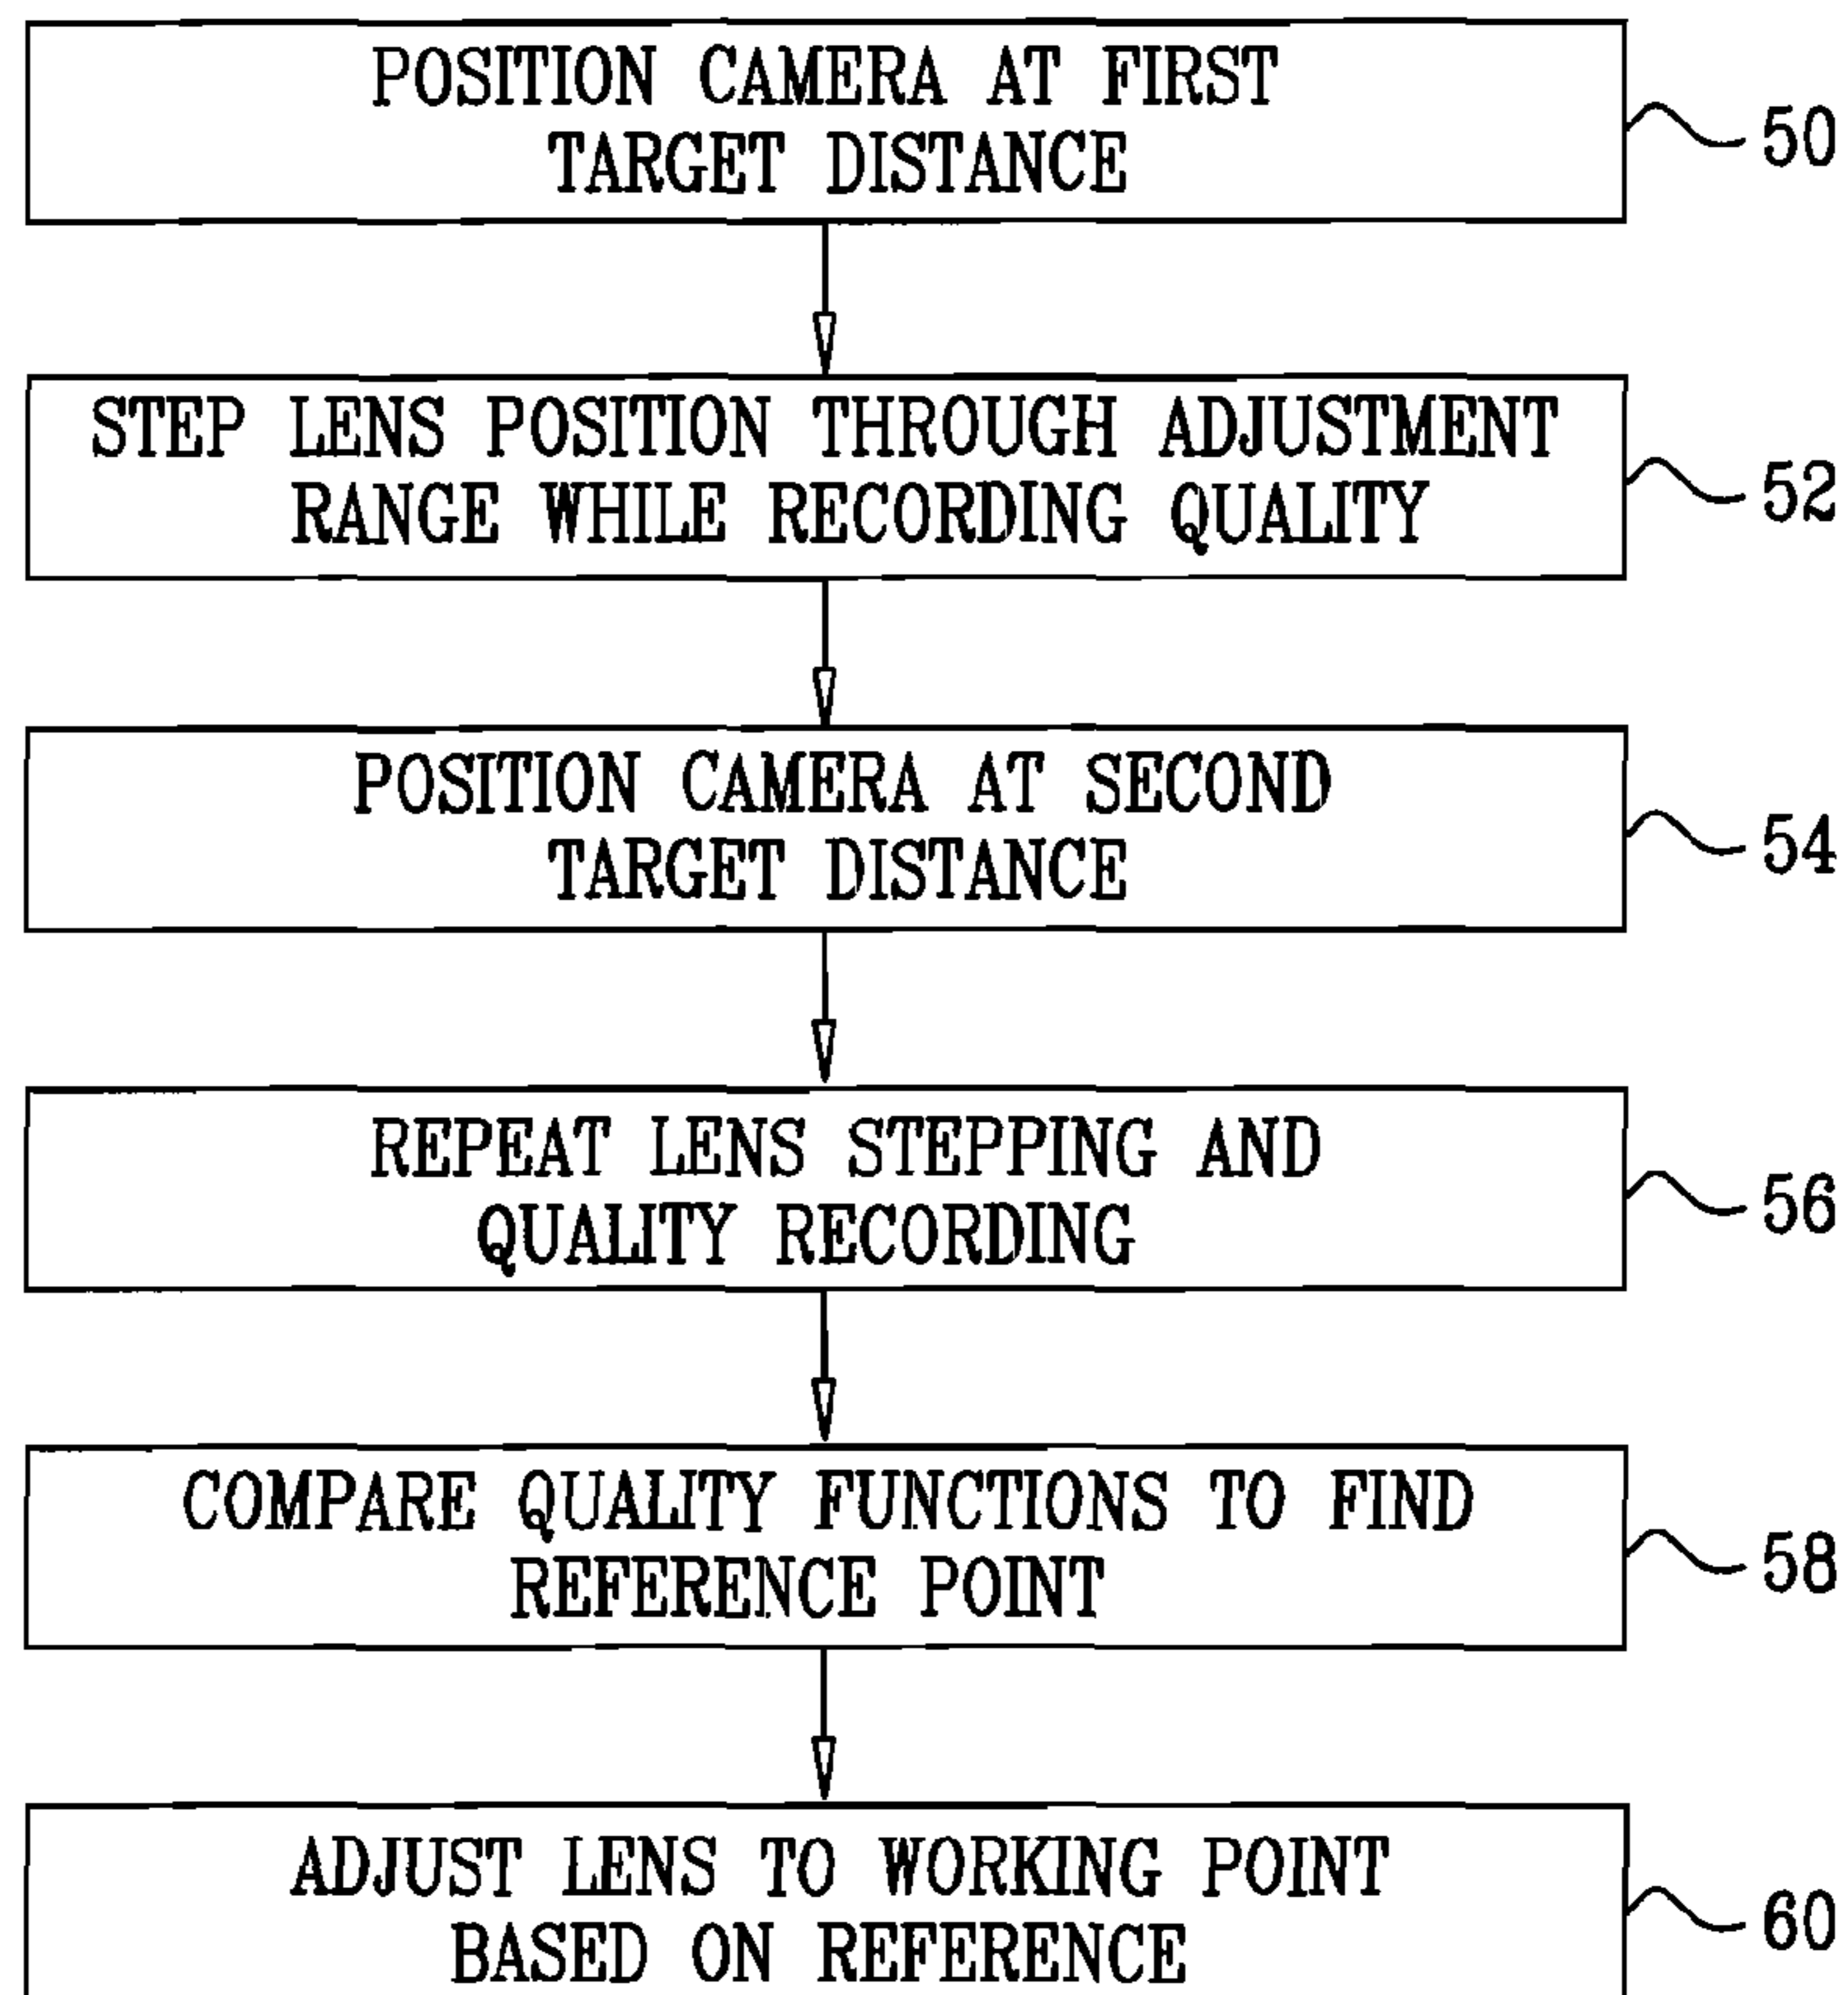 POSITION CAMERA AT FIRST
TARGET DISTANCE
50
STEP LENS POSITION THROUGH ADJUSTMENT
RANGE WHILE RECORDING QUALITY
52
POSITION CAMERA AT SECOND
TARGET DISTANCE
54
REPEAT LENS STEPPING AND
QUALITY RECORDING
56
COMPARE QUALITY FUNCTIONS TO FIND
REFERENCE POINT
58
ADJUST LENS TO WORKING POINT
BASED ON REFERENCE
60